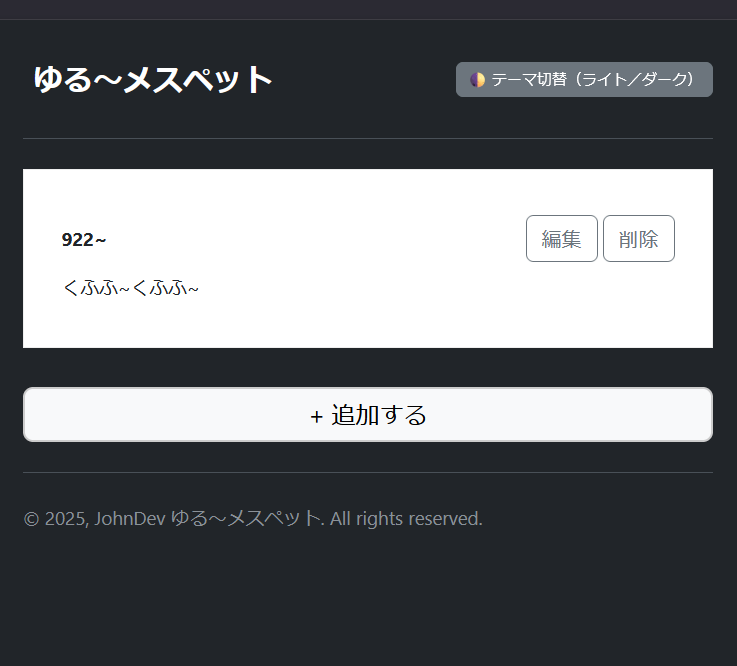 ゆる～メスペット
🌗 テーマ切替（ライト／ダーク）
922~
編集 削除
くふふ~くふふ~
+ 追加する
© 2025, JohnDev ゆる～メスペット. All rights reserved.